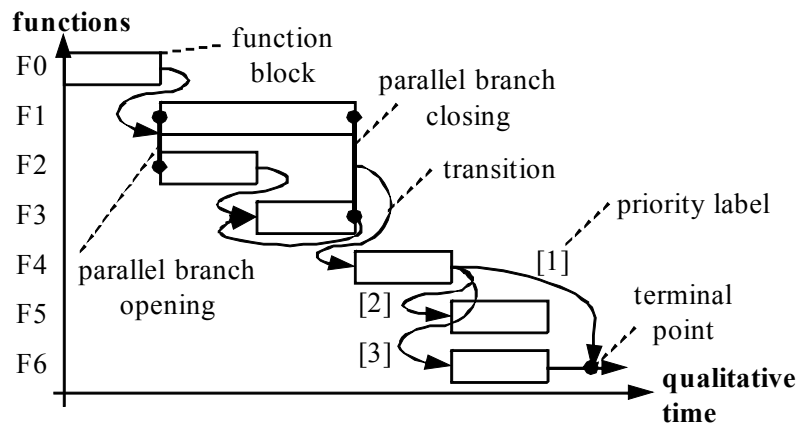 functions
F0
function
block
F1
parallel branch
closing
F2
transition
F3
priority label
F4
parallel branch
opening
[1]
[2]
F5
terminal
point
[3]
F6
qualitative
time